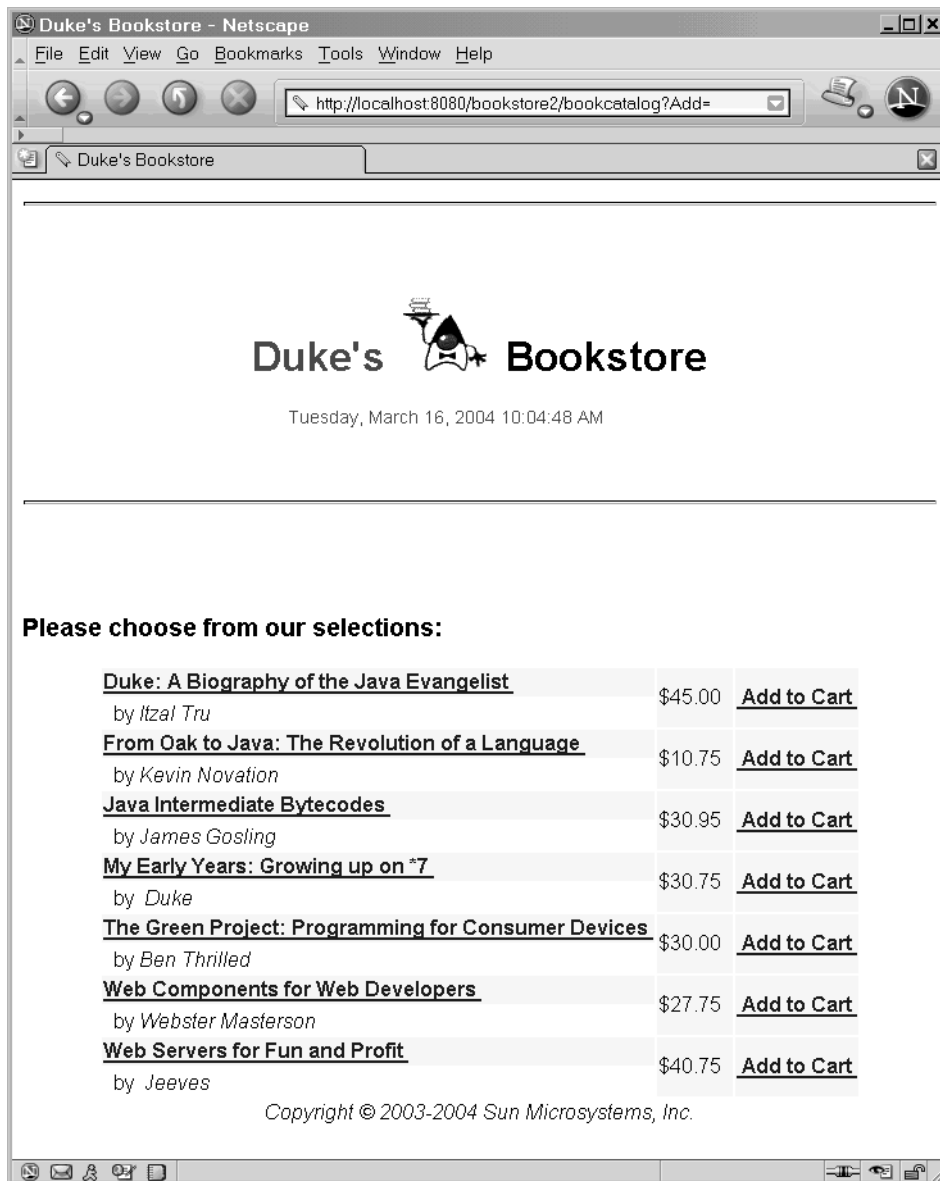 Duke's Bookstore - Netscape
File Edit View Go Bookmarks Tools Window Help
http://localhost:8080/bookstore2/bookcatalog?Add=
N
Duke's Bookstore
Duke's Bookstore
Tuesday, March 16, 2004 10:04:48 AM
Please choose from our selections:
Duke: A Biography of the Java Evangelist
by Itzal Tru
$45.00 Add to Cart
From Oak to Java: The Revolution of a Language
by Kevin Novation
$10.75 Add to Cart
Java Intermediate Bytecodes
by James Gosling
$30.95 Add to Cart
My Early Years: Growing up on *7
by Duke
$30.75 Add to Cart
The Green Project: Programming for Consumer Devices
by Ben Thrilled
$30.00 Add to Cart
Web Components for Web Developers
by Webster Masterson
$27.75 Add to Cart
Web Servers for Fun and Profit
by Jeeves
$40.75 Add to Cart
Copyright © 2003-2004 Sun Microsystems, Inc.